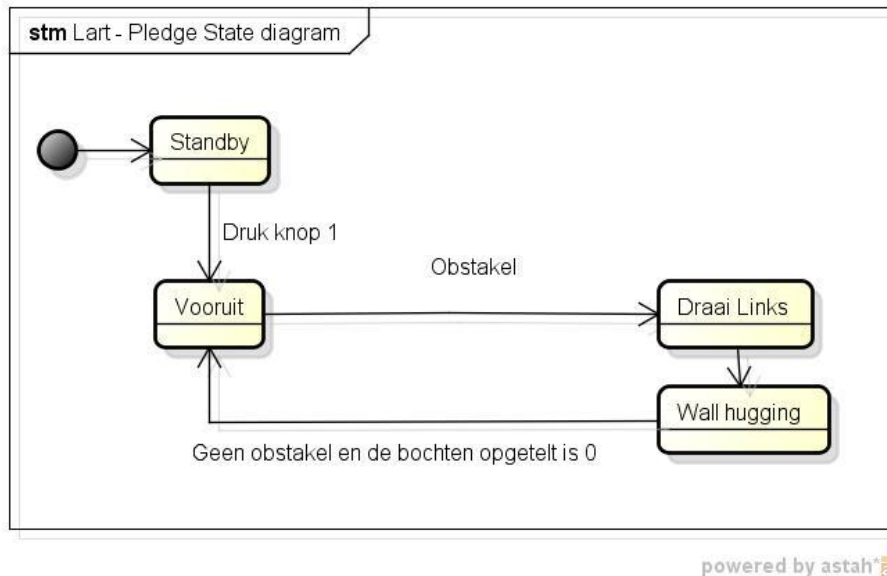 stm Lart - Pledge State diagram
Standby
Druk knop 1
Obstakel
Vooruit
Draai Links
Wall hugging
Geen obstakel en de bochten opgetelt is 0
powered by astah*